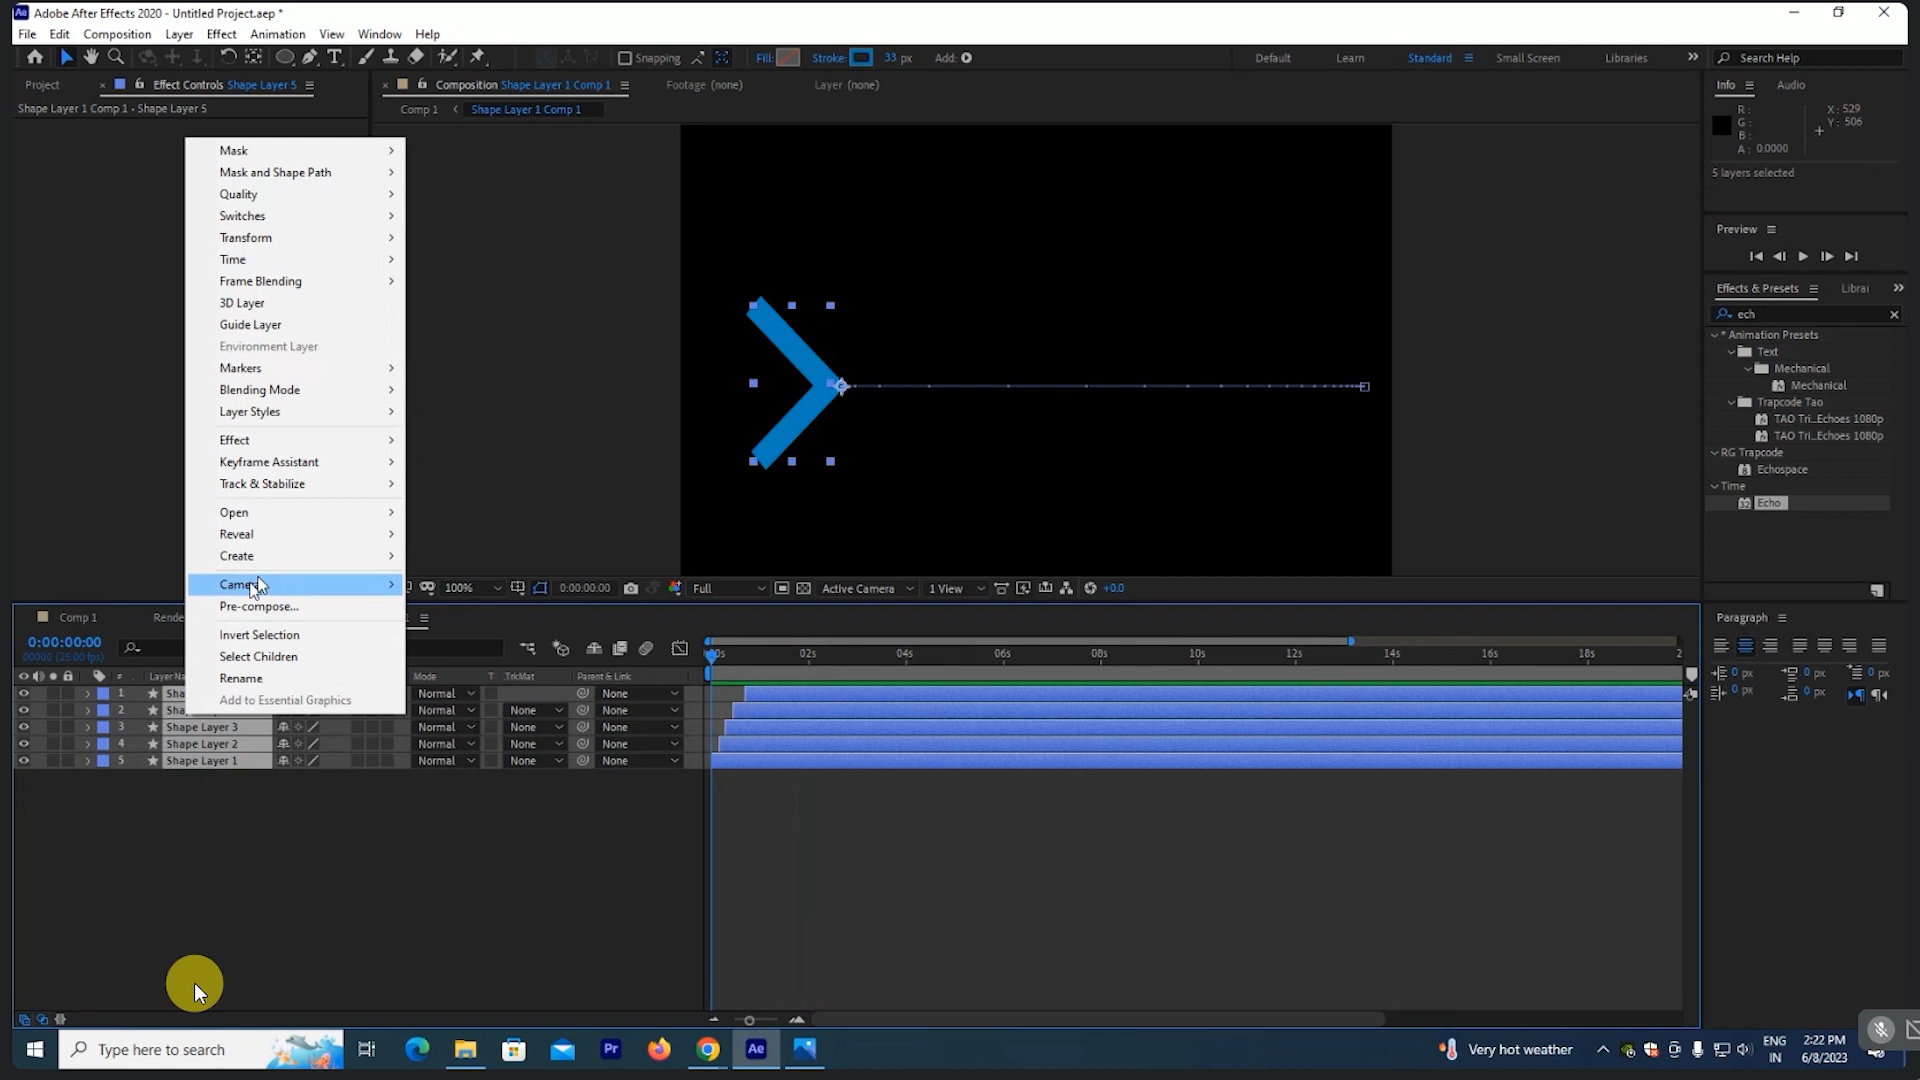 Adobe After Effects 2020 - Untitled Project.aep *
File Edit Composition Layer Effect Animation View Window Help
Snapping Fill: Stroke: 33 px Add: Default Learn Standard Small Screen Libraries Search Help
Project Effect Controls Shape Layer 5 Composition Shape Layer 1 Comp 1 Footage (none) Layer (none) Info Audio
Shape Layer 1 Comp 1 • Shape Layer 5 Comp 1 Shape Layer 1 Comp 1
R: X: 529
G: Y: 506
B:
A: 0.0000
5 layers selected
Preview
Effects & Presets Librar
ech
* Animation Presets
Text
Mechanical
Mechanical
Trapcode Tao
TAO Tri_Echoes 1080p
TAO Tri_Echoes 1080p
RG Trapcode
Echospace
Time
Echo
Mask
Mask and Shape Path
Quality
Switches
Transform
Time
Frame Blending
3D Layer
Guide Layer
Environment Layer
Markers
Blending Mode
Layer Styles
Effect
Keyframe Assistant
Track & Stabilize
Open
Reveal
Create
Camera
Pre-compose...
Invert Selection
Select Children
Rename
Add to Essential Graphics
100% 0:00:00:00 Full Active Camera 1 View +0.0
Comp 1 Rende 1
0:00:00:00
00000 (25.00 fps)
02s 04s 06s 08s 10s 12s 14s 16s 18s 2
# Layer Na Mode T .TrkMat Parent & Link
1 Sha Normal None
2 Sha Normal None None
3 Shape Layer 3 Normal None None
4 Shape Layer 2 Normal None None
5 Shape Layer 1 Normal None None
Paragraph
0 px 0 px 0 px
0 px 0 px
Type here to search Pr Ae Very hot weather ENG 2:22 PM
IN 6/8/2023